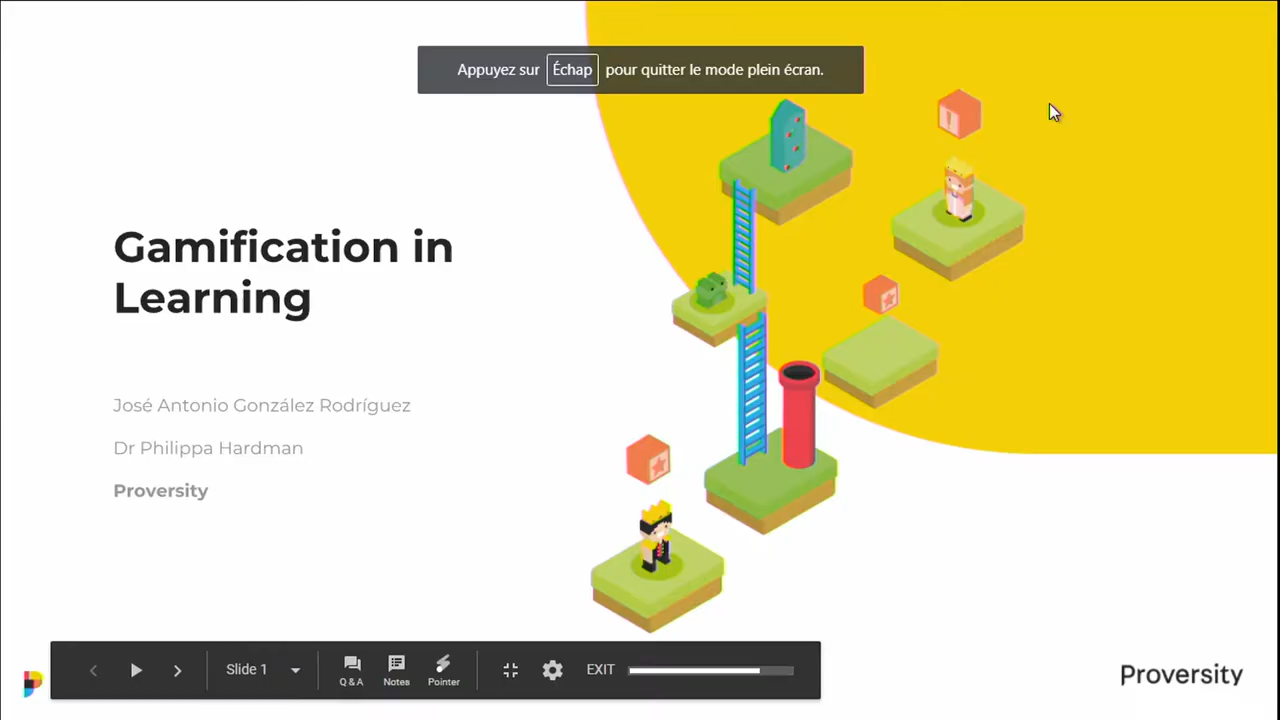 Appuyez sur Échap pour quitter le mode plein écran.
Gamification in
Learning
José Antonio González Rodríguez
Dr Philippa Hardman
Proversity
Slide 1
Q & A
Notes
Pointer
EXIT
Proversity